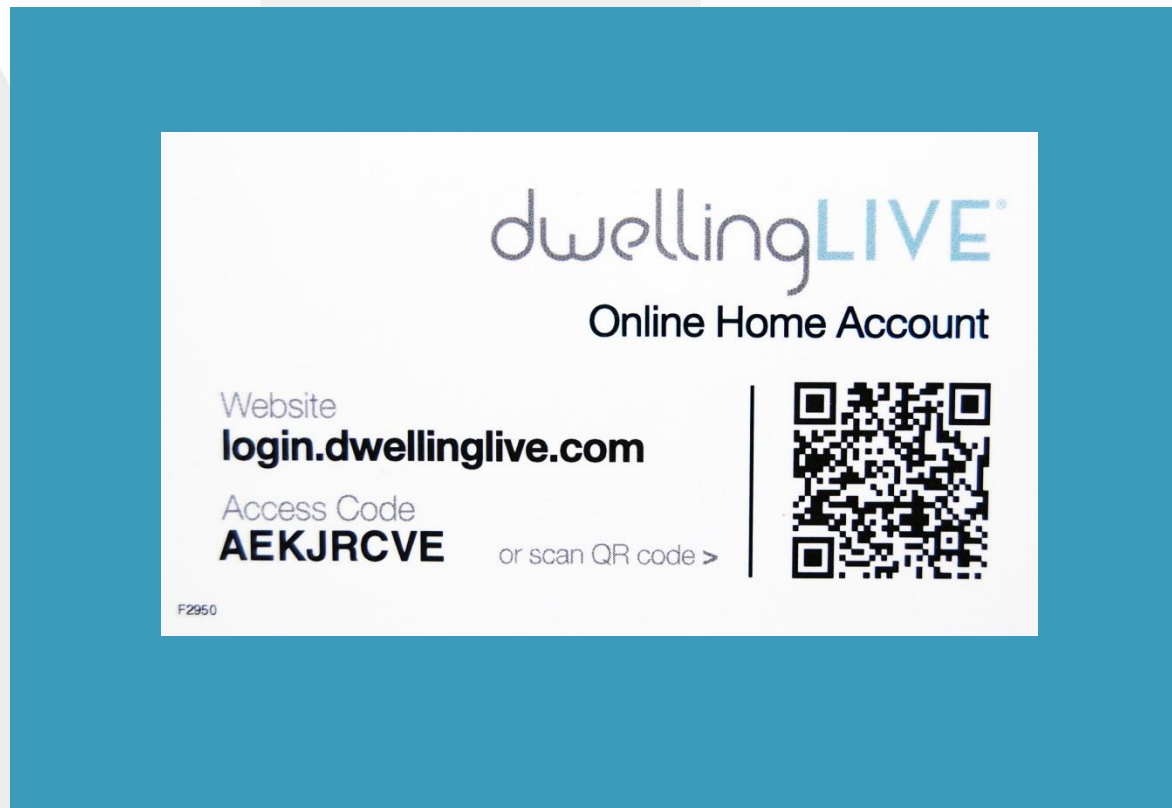 dwellingLIVE®
Online Home Account
Website
login.dwellinglive.com
Access Code
AEKJRCVE
or scan QR code >
F2950